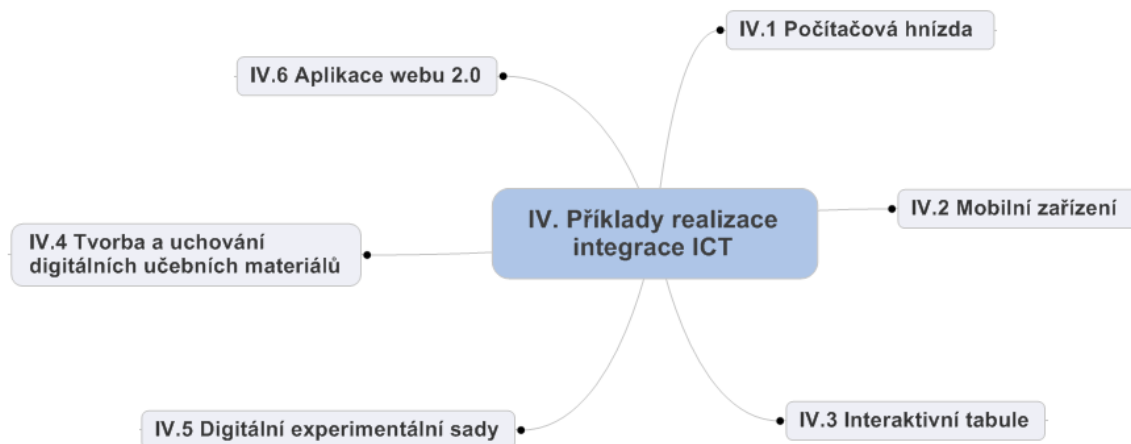 IV.1 Počítačová hnízda
IV.6 Aplikace webu 2.0
IV. Příklady realizace
integrace ICT
IV.2 Mobilní zařízení
IV.4 Tvorba a uchování
digitálních učebních materiálů
IV.3 Interaktivní tabule
IV.5 Digitální experimentální sady